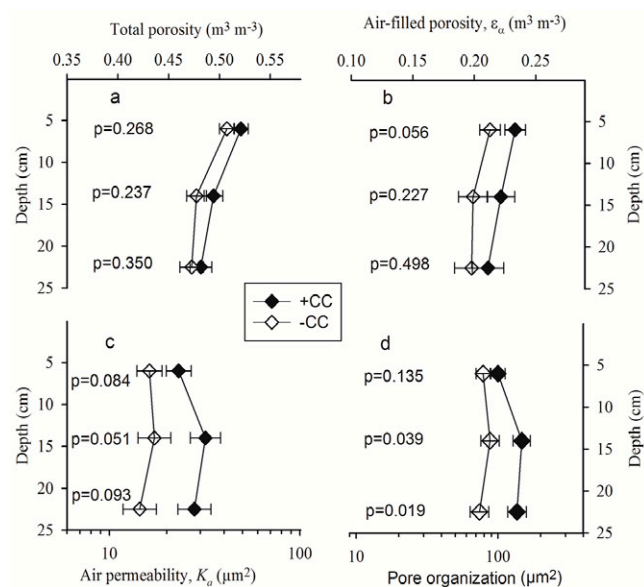 Total porosity (m³ m⁻³)
0.35 0.40 0.45 0.50 0.55
Air-filled porosity, εα (m³ m⁻³)
0.10 0.15 0.20 0.25
a
p=0.268
p=0.237
p=0.350
Depth (cm)
5
10
15
20
25
b
p=0.056
p=0.227
p=0.498
5
10
15
20
25
Depth (cm)
+CC
-CC
c
p=0.084
p=0.051
p=0.093
Depth (cm)
5
10
15
20
25
10 100
Air permeability, Ka (µm²)
d
p=0.135
p=0.039
p=0.019
5
10
15
20
25
Depth (cm)
10 100
Pore organization (µm²)